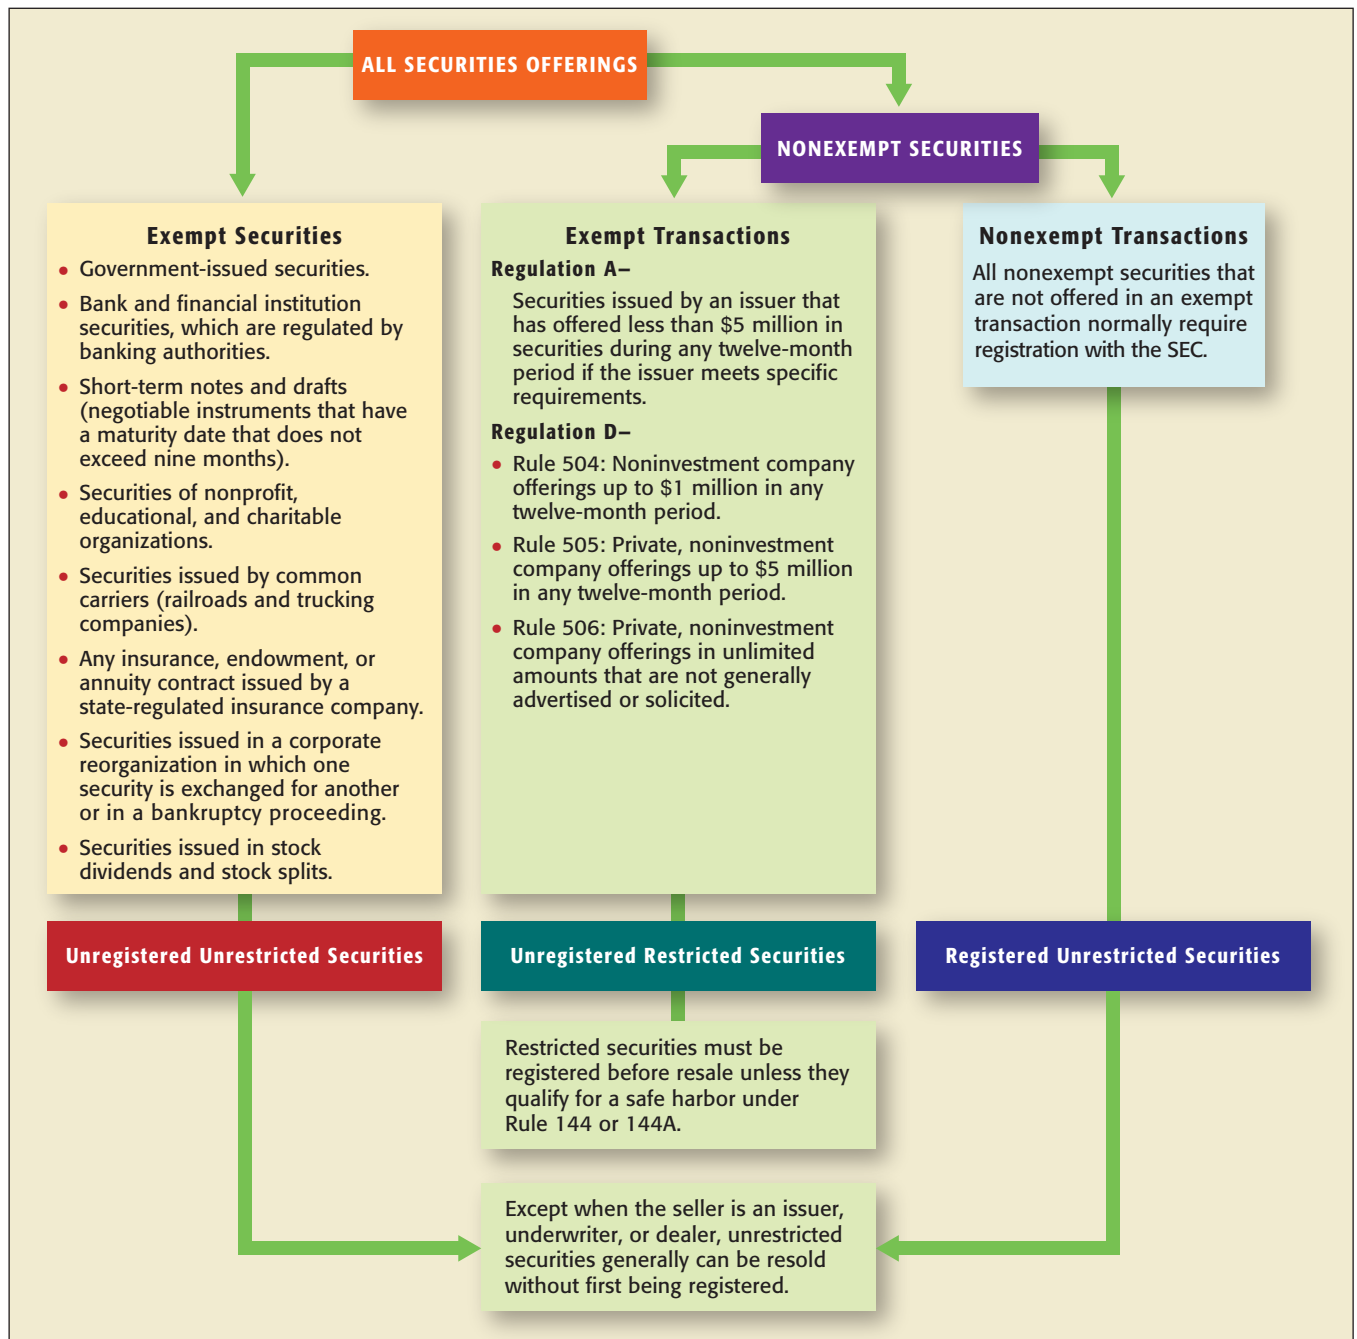 ALL SECURITIES OFFERINGS
NONEXEMPT SECURITIES
Exempt Securities
• Government-issued securities.
• Bank and financial institution
securities, which are regulated by
banking authorities.
• Short-term notes and drafts
(negotiable instruments that have
a maturity date that does not
exceed nine months).
• Securities of nonprofit,
educational, and charitable
organizations.
• Securities issued by common
carriers (railroads and trucking
companies).
• Any insurance, endowment, or
annuity contract issued by a
state-regulated insurance company.
• Securities issued in a corporate
reorganization in which one
security is exchanged for another
or in a bankruptcy proceeding.
• Securities issued in stock
dividends and stock splits.
Exempt Transactions
Regulation A–
Securities issued by an issuer that
has offered less than $5 million in
securities during any twelve-month
period if the issuer meets specific
requirements.
Regulation D–
• Rule 504: Noninvestment company
offerings up to $1 million in any
twelve-month period.
• Rule 505: Private, noninvestment
company offerings up to $5 million
in any twelve-month period.
• Rule 506: Private, noninvestment
company offerings in unlimited
amounts that are not generally
advertised or solicited.
Nonexempt Transactions
All nonexempt securities that
are not offered in an exempt
transaction normally require
registration with the SEC.
Unregistered Unrestricted Securities
Unregistered Restricted Securities
Registered Unrestricted Securities
Restricted securities must be
registered before resale unless they
qualify for a safe harbor under
Rule 144 or 144A.
Except when the seller is an issuer,
underwriter, or dealer, unrestricted
securities generally can be resold
without first being registered.